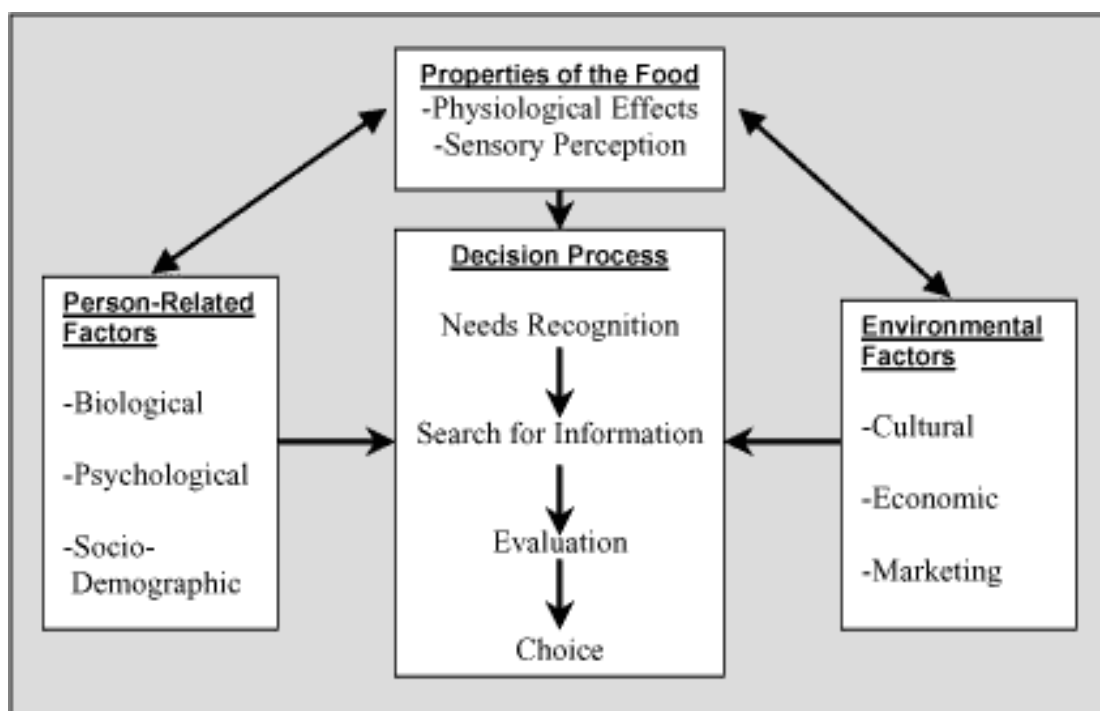 Properties of the Food
-Physiological Effects
-Sensory Perception
Decision Process
Needs Recognition
Search for Information
Evaluation
Choice
Person-Related
Factors
-Biological
-Psychological
-Socio-
Demographic
Environmental
Factors
-Cultural
-Economic
-Marketing